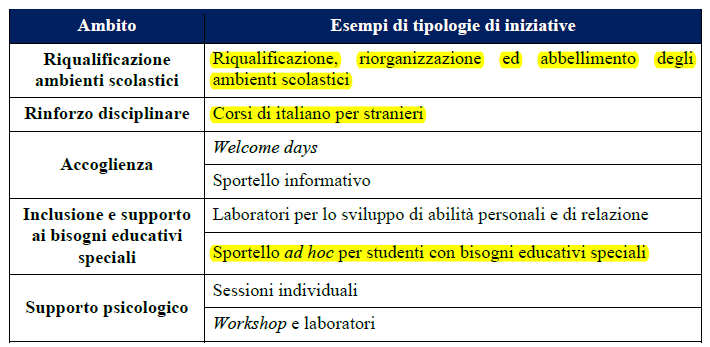 Ambito Esempi di tipologie di iniziative
Riqualificazione ambienti scolastici
Riqualificazione, riorganizzazione ed abbellimento degli
ambienti scolastici
Rinforzo disciplinare Corsi di italiano per stranieri
Accoglienza
Welcome days
Sportello informativo
Inclusione e supporto
ai bisogni educativi
speciali
Laboratori per lo sviluppo di abilità personali e di relazione
Sportello ad hoc per studenti con bisogni educativi speciali
Supporto psicologico
Sessioni individuali
Workshop e laboratori